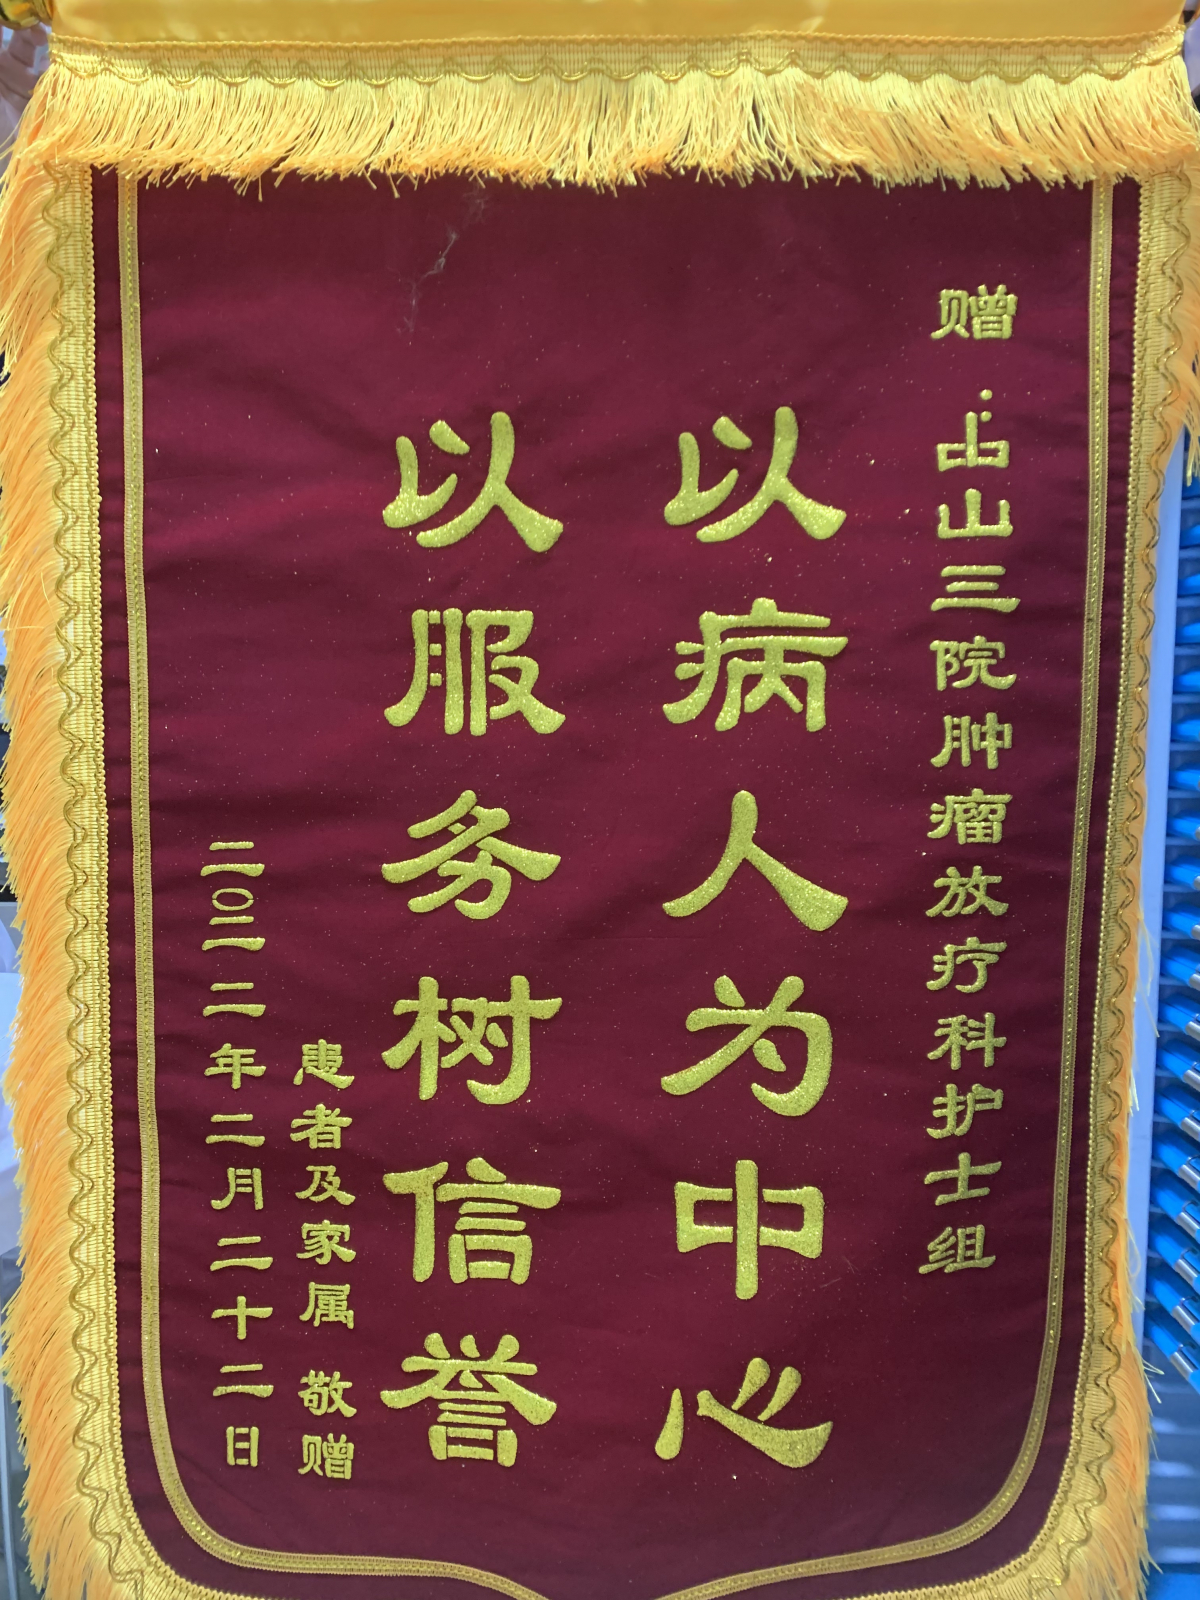 赠：山三院肿瘤放疗科护士组
以病人为中心
以服务树信誉
患者及家属 敬赠
二〇二二年二月二十二日